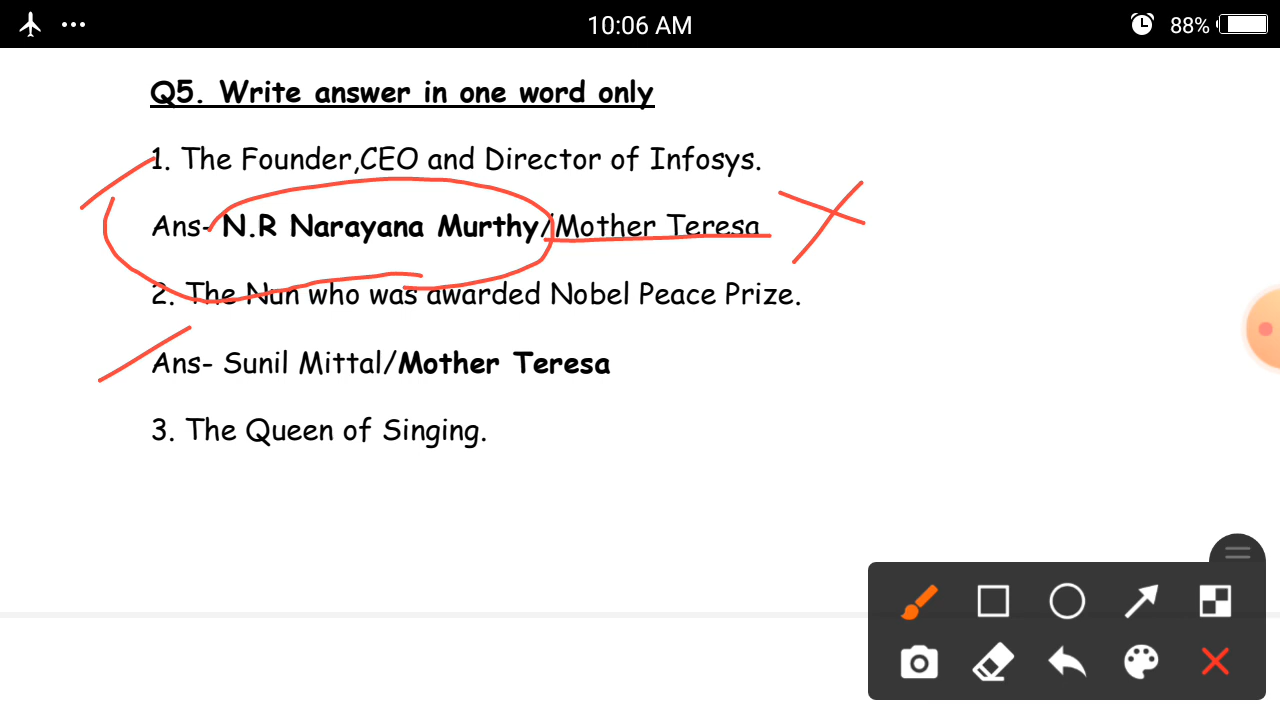 10:06 AM
88%
Q5. Write answer in one word only
1. The Founder,CEO and Director of Infosys.
Ans- N.R Narayana Murthy/Mother Teresa
2. The Nun who was awarded Nobel Peace Prize.
Ans- Sunil Mittal/Mother Teresa
3. The Queen of Singing.